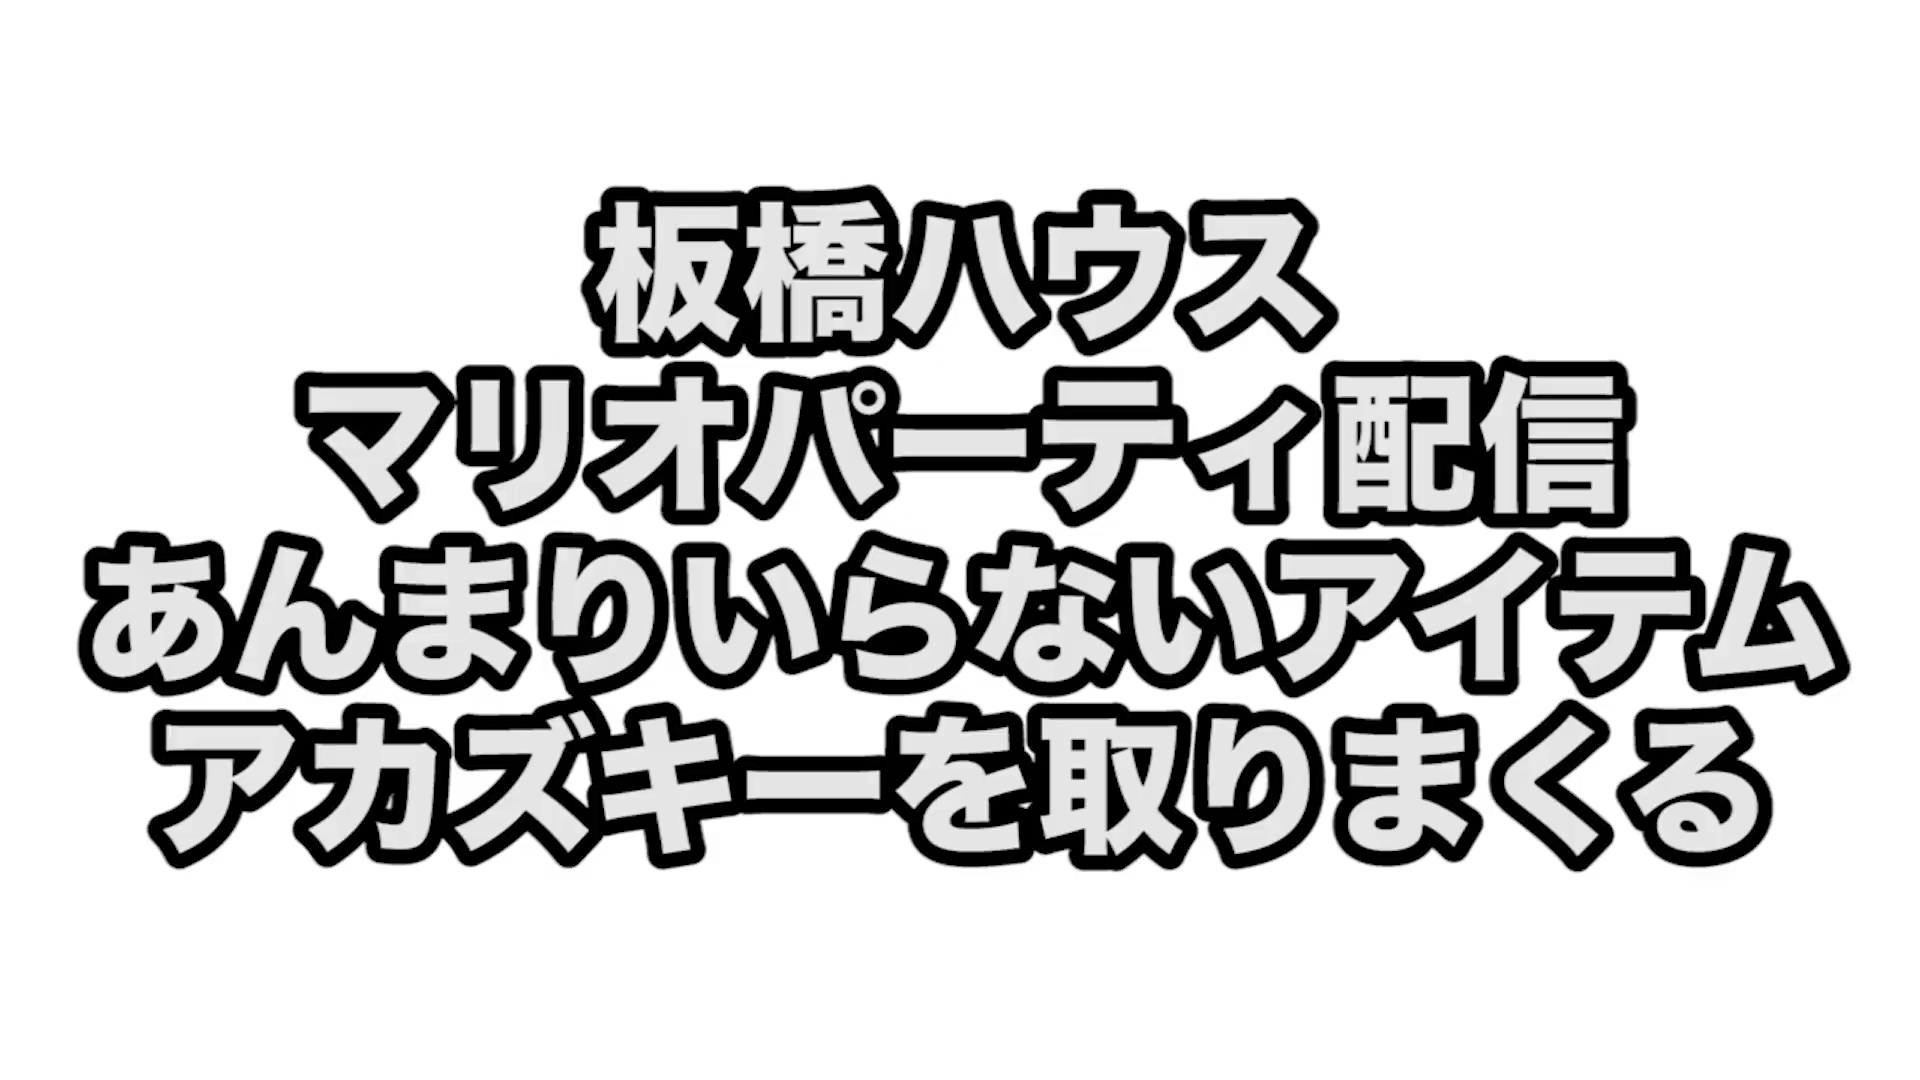 板橋ハウス
マリオパーティ配信
あんまりいらないアイテム
アカズキーを取りまくる